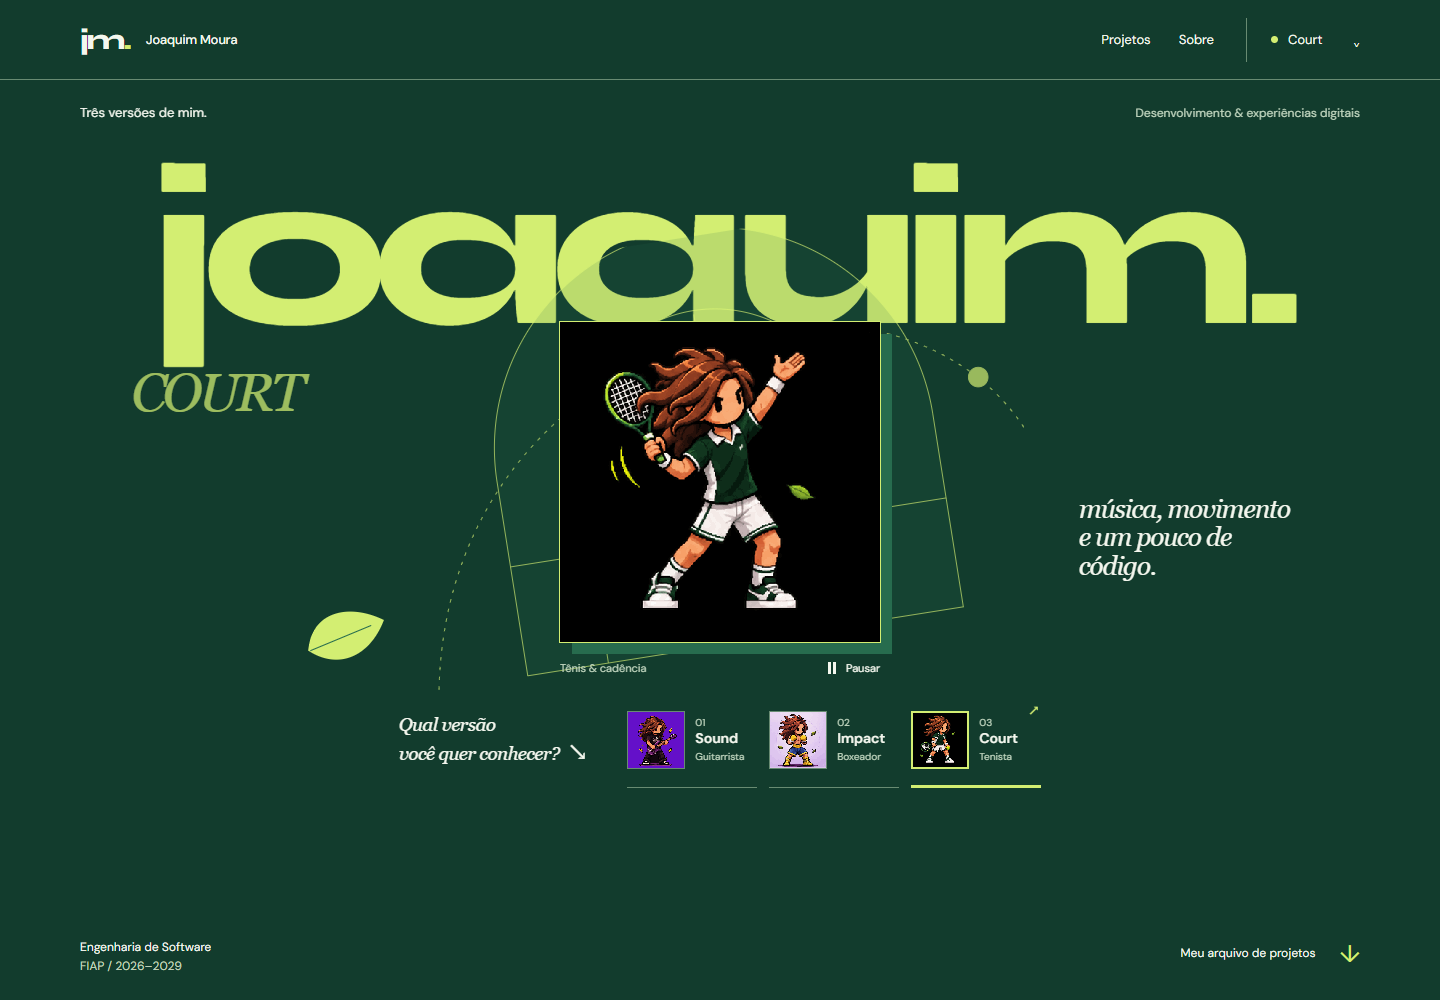 jm. Joaquim Moura
Projetos
Sobre
Court
Três versões de mim.
Desenvolvimento & experiências digitais
joaquim.
COURT
música, movimento
e um pouco de
código.
Tênis & cadência
Pausar
Qual versão
você quer conhecer?
01
Sound
Guitarrista
02
Impact
Boxeador
03
Court
Tenista
Engenharia de Software
FIAP / 2026–2029
Meu arquivo de projetos